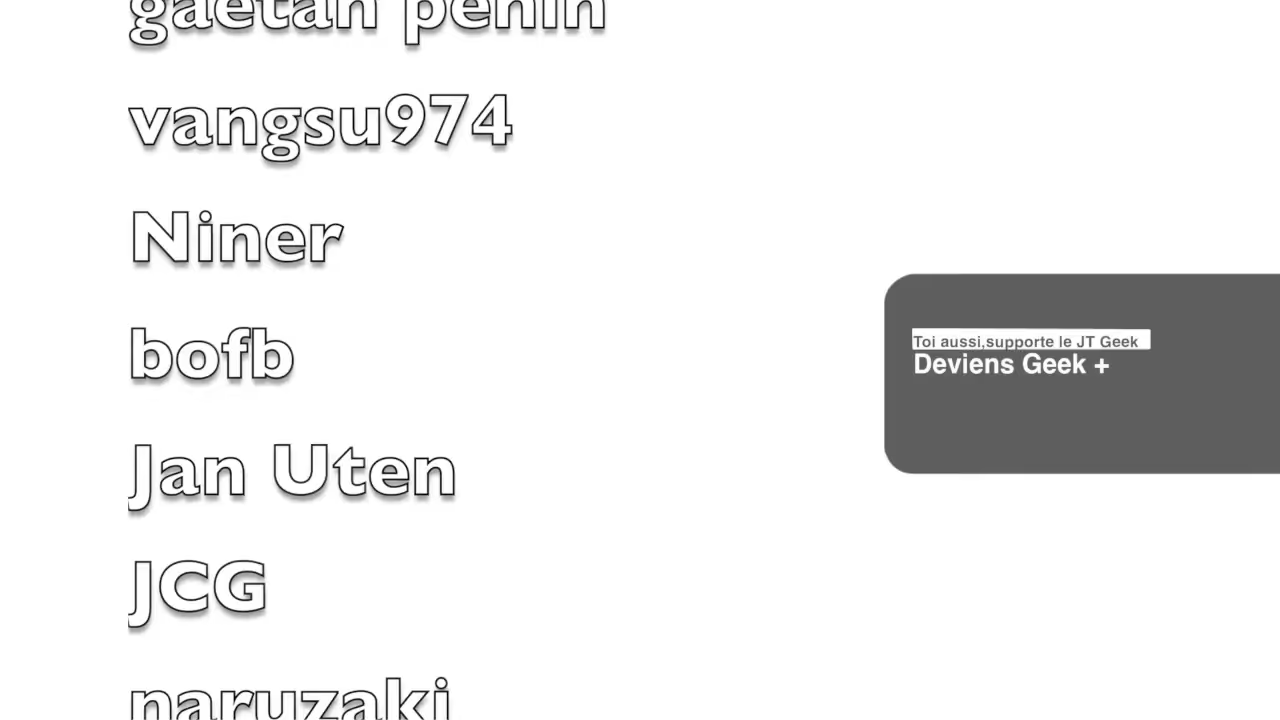 gaetan penin
vangsu974
Niner
bofb
Jan Uten
JCG
naruzaki
Toi aussi,supporte le JT Geek
Deviens Geek +